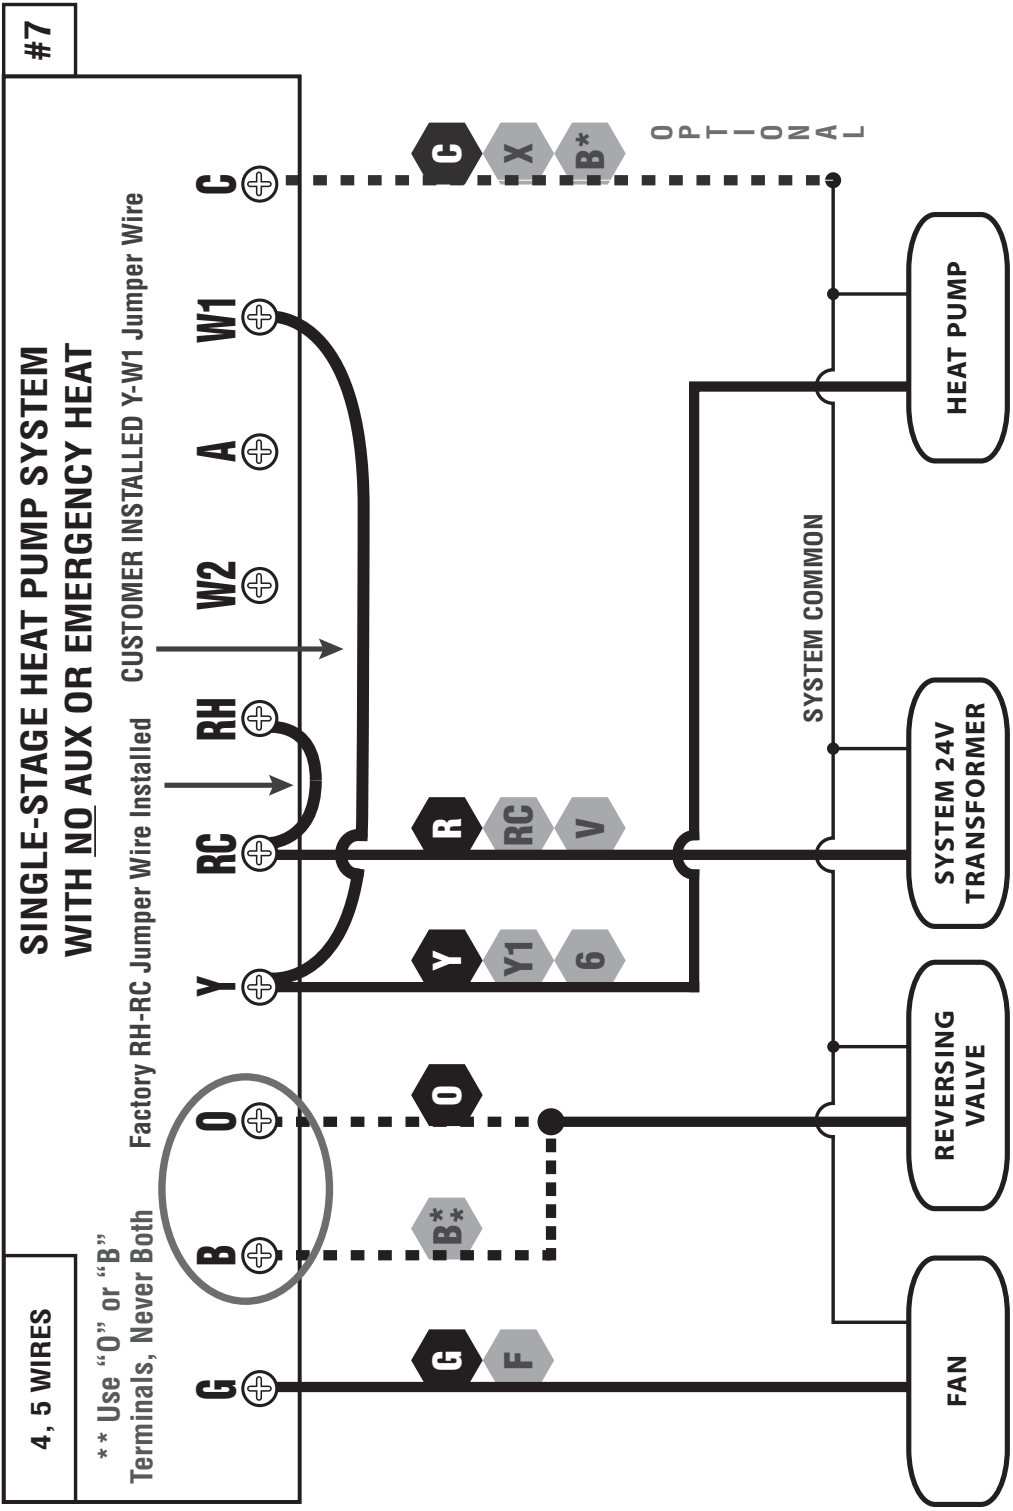 4, 5 WIRES
SINGLE-STAGE HEAT PUMP SYSTEM
WITH NO AUX OR EMERGENCY HEAT
#7
** Use “O” or “B”
Terminals, Never Both
Factory RH-RC Jumper Wire Installed
CUSTOMER INSTALLED Y-W1 Jumper Wire
G B O Y RC RH W2 A W1 C
G
F
B*
*
O
Y
Y1
6
R
RC
V
C
X
B*
OPTIONAL
SYSTEM COMMON
FAN
REVERSING
VALVE
SYSTEM 24V
TRANSFORMER
HEAT PUMP